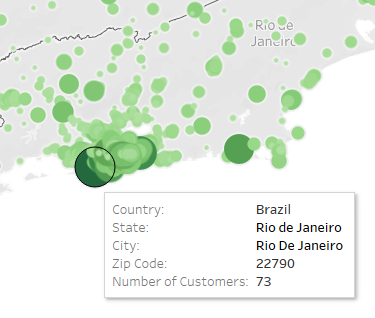 Rio de
Janeiro
Country: Brazil
State: Rio de Janeiro
City: Rio De Janeiro
Zip Code: 22790
Number of Customers: 73